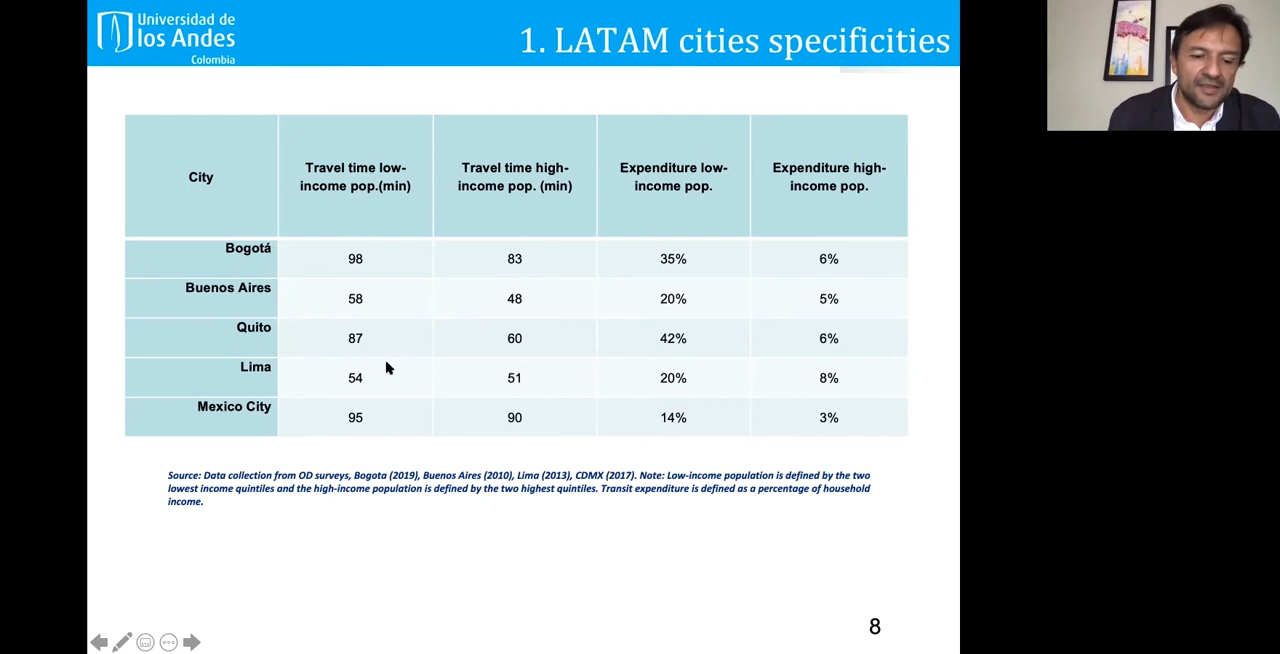 Universidad de
los Andes
Colombia
1. LATAM cities specificities
City
Travel time low-
income pop.(min)
Travel time high-
income pop. (min)
Expenditure low-
income pop.
Expenditure high-
income pop.
Bogotá
98
83
35%
6%
Buenos Aires
58
48
20%
5%
Quito
87
60
42%
6%
Lima
54
51
20%
8%
Mexico City
95
90
14%
3%
Source: Data collection from OD surveys, Bogota (2019), Buenos Aires (2010), Lima (2013), CDMX (2017). Note: Low-income population is defined by the two
lowest income quintiles and the high-income population is defined by the two highest quintiles. Transit expenditure is defined as a percentage of household
income.
8